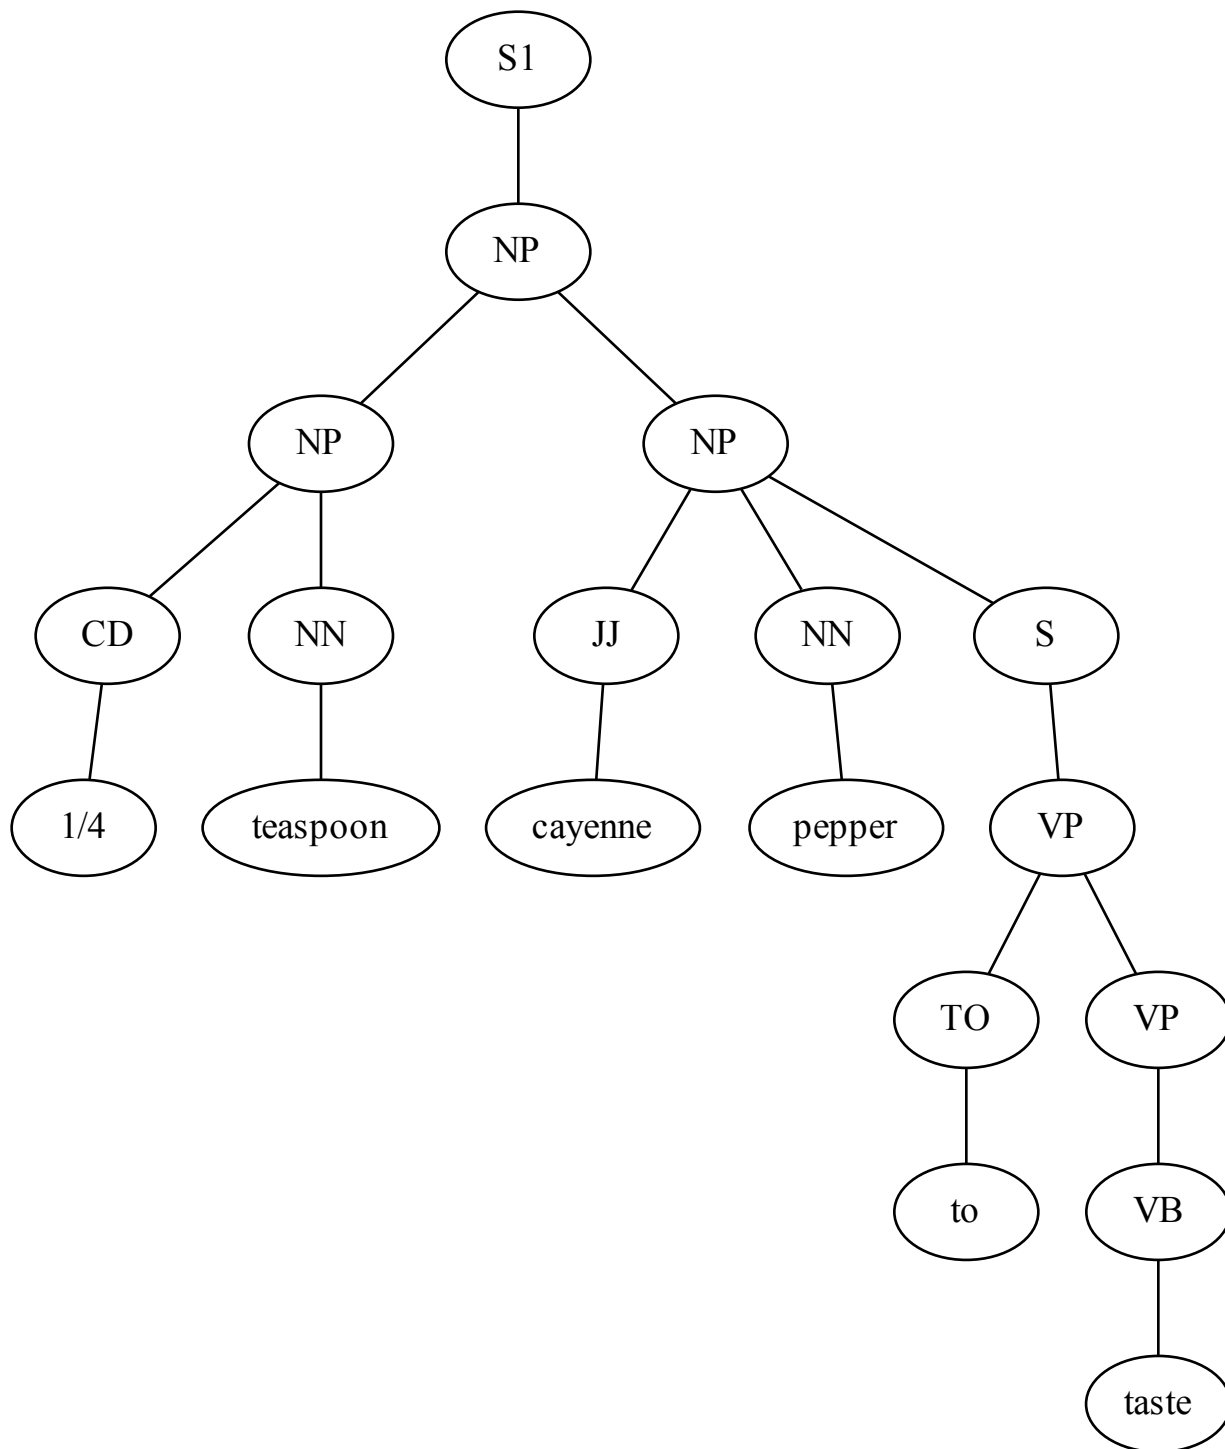 S1
NP
NP NP
CD NN JJ NN S
1/4 teaspoon cayenne pepper VP
TO VP
to VB
taste